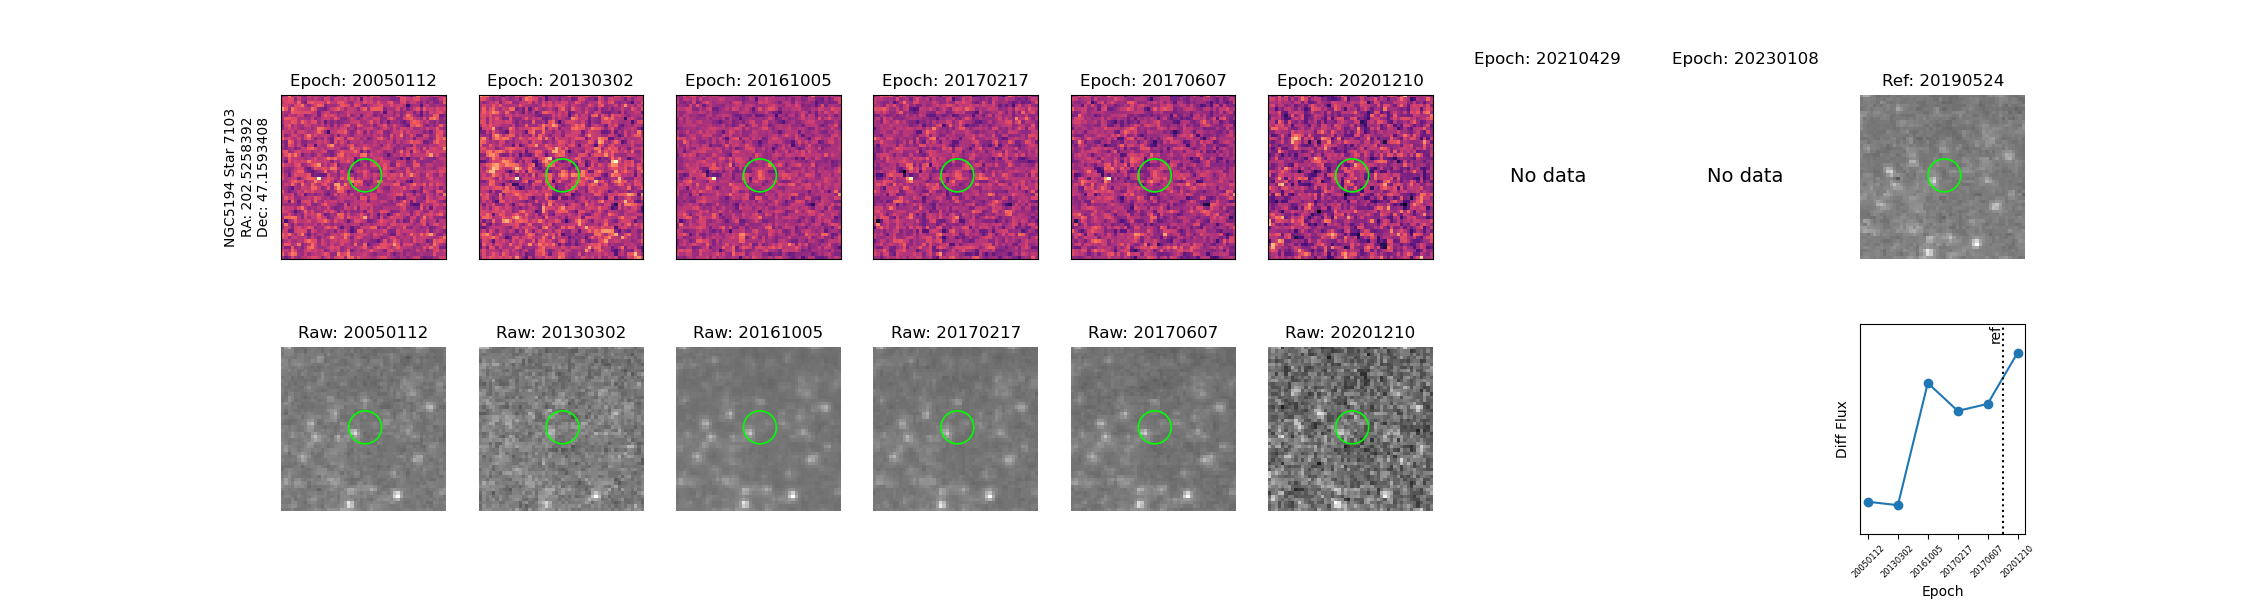 Epoch: 20210429
Epoch: 20230108
Epoch: 20050112
Epoch: 20130302
Epoch: 20161005
Epoch: 20170217
Epoch: 20170607
Epoch: 20201210
Ref: 20190524
NGC5194 Star 7103
RA: 202.5258392
Dec: 47.1593408
No data
No data
Raw: 20050112
Raw: 20130302
Raw: 20161005
Raw: 20170217
Raw: 20170607
Raw: 20201210
ref
Diff Flux
20050112
20130302
20161005
20170217
20170607
20201210
Epoch